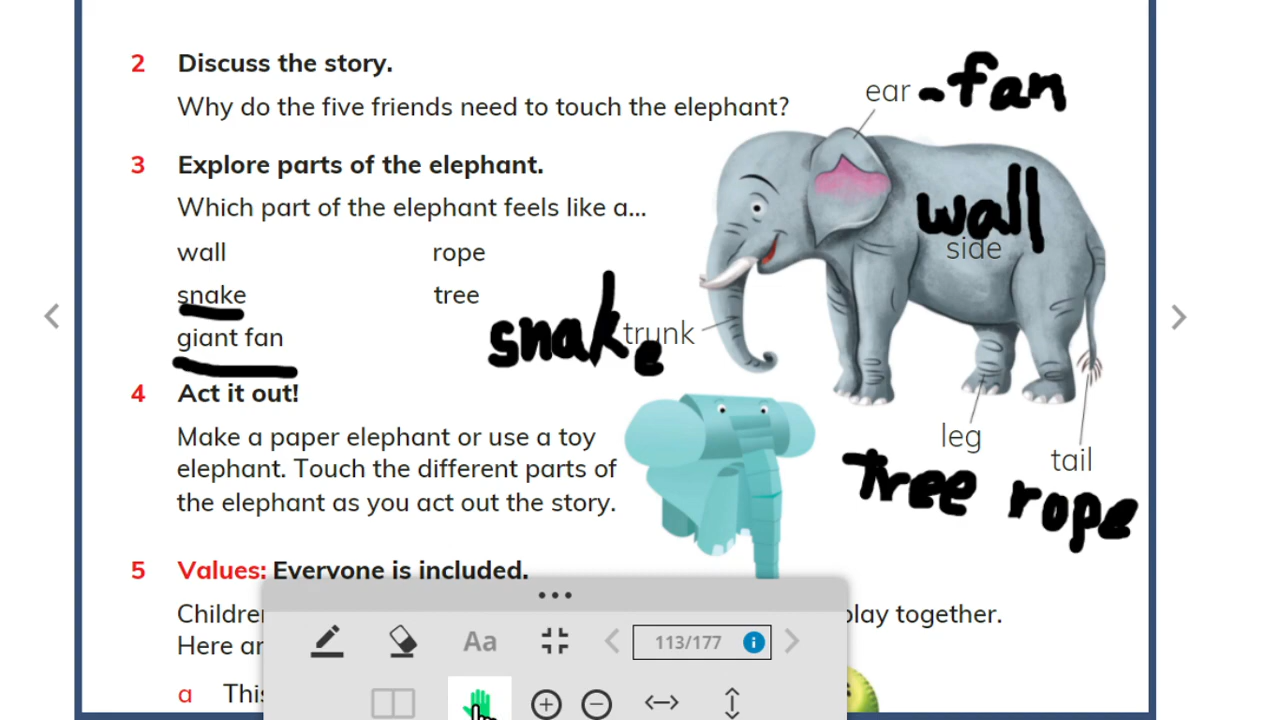 2 Discuss the story.
Why do the five friends need to touch the elephant?
ear -fan
3 Explore parts of the elephant.
Which part of the elephant feels like a...
wall rope
wall
side
snake tree
giant fan
snake trunk
4 Act it out!
Make a paper elephant or use a toy
elephant. Touch the different parts of
the elephant as you act out the story.
leg
tail
Tree rope
5 Values: Everyone is included.
play together.
Here
113/177
Aa
a